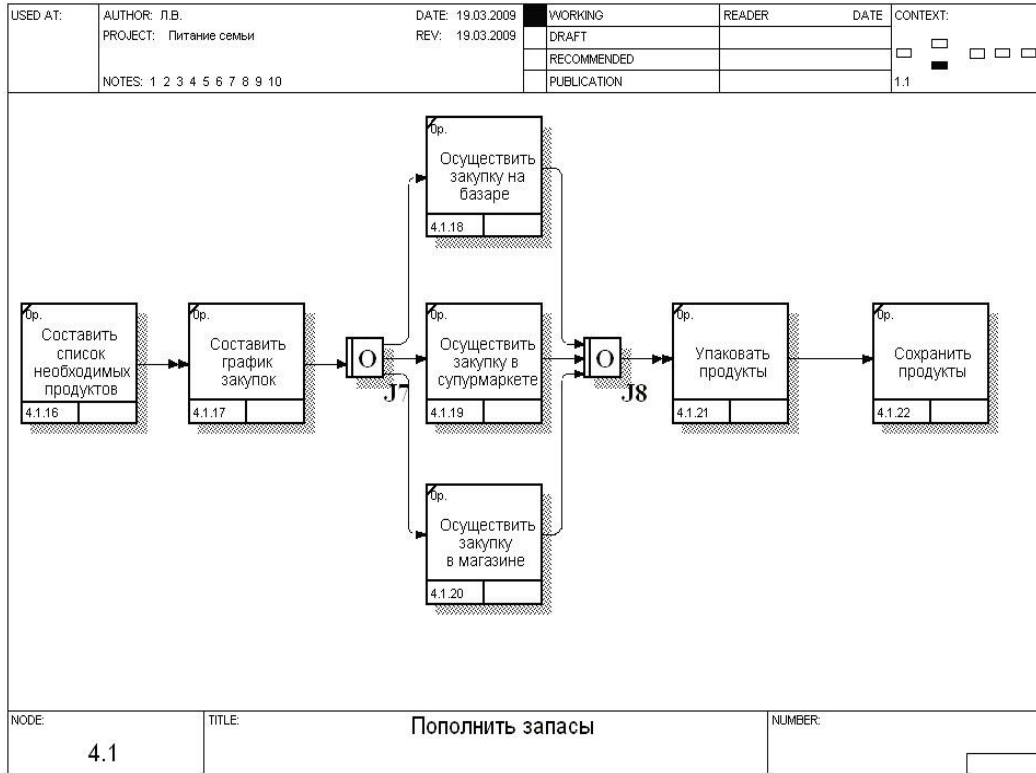 USED AT:
AUTHOR: Л.В.
DATE: 19.03.2009
REV: 19.03.2009
PROJECT: Питание семьи
NOTES: 1 2 3 4 5 6 7 8 9 10
WORKING
DRAFT
RECOMMENDED
PUBLICATION
READER
DATE
CONTEXT:
1.1
0р.
Осуществить
закупку на
базаре
4.1.18
0р.
Составить
список
необходимых
продуктов
4.1.16
0р.
Составить
график
закупок
4.1.17
O
J7
0р.
Осуществить
закупку в
супурмаркете
4.1.19
O
J8
0р.
Упаковать
продукты
4.1.21
0р.
Сохранить
продукты
4.1.22
0р.
Осуществить
закупку
в магазине
4.1.20
NODE:
4.1
TITLE:
Пополнить запасы
NUMBER: